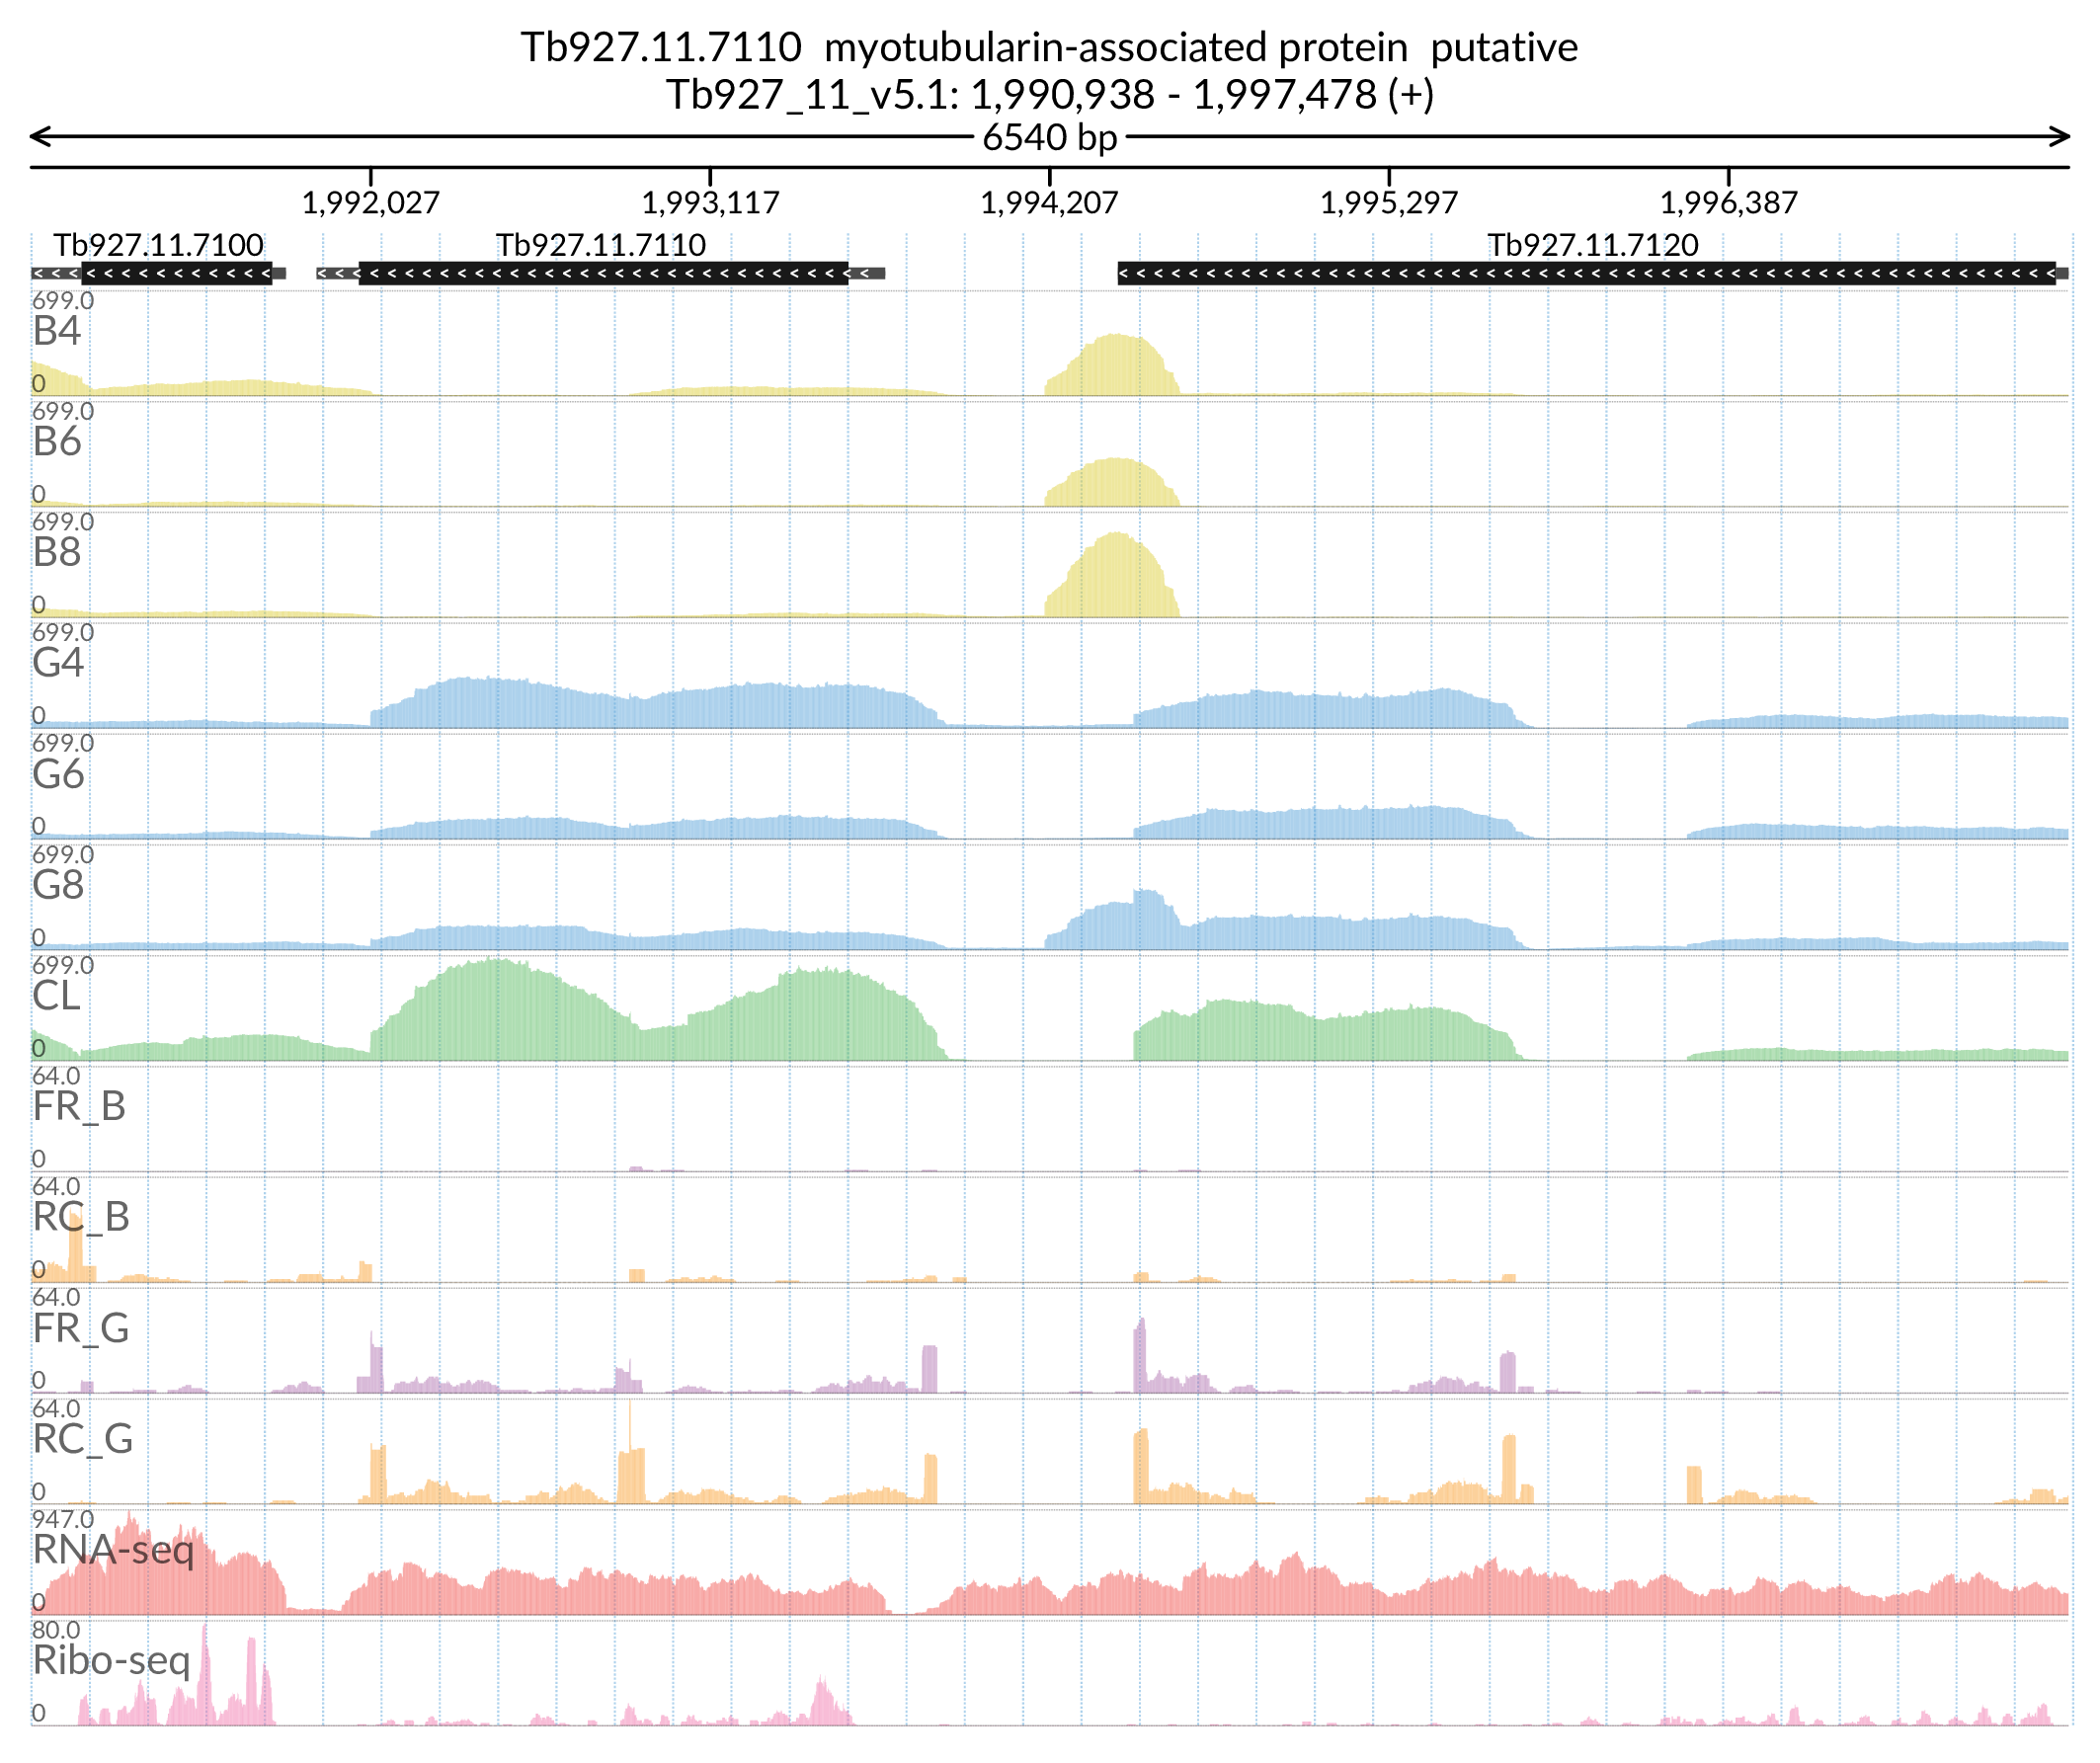 Tb927.11.7110  myotubularin-associated protein  putative
Tb927_11_v5.1: 1,990,938 - 1,997,478 (+)
6540 bp
1,992,027 1,993,117 1,994,207 1,995,297 1,996,387
Tb927.11.7100 Tb927.11.7110 Tb927.11.7120
699.0
B4
0
699.0
B6
0
699.0
B8
0
699.0
G4
0
699.0
G6
0
699.0
G8
0
699.0
CL
0
64.0
FR_B
0
64.0
RC_B
0
64.0
FR_G
0
64.0
RC_G
0
947.0
RNA-seq
0
80.0
Ribo-seq
0